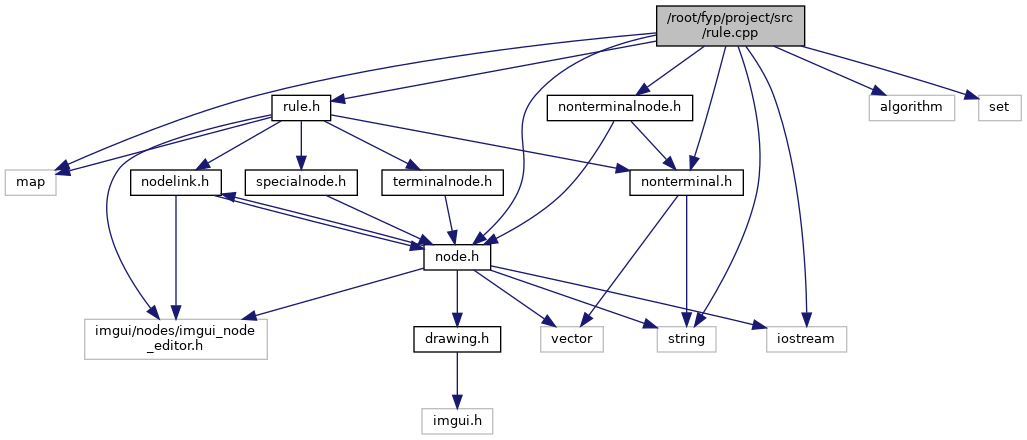 /root/fyp/project/src
/rule.cpp
rule.h
nonterminalnode.h
algorithm
set
map
nodelink.h
specialnode.h
terminalnode.h
nonterminal.h
node.h
imgui/nodes/imgui_node
_editor.h
drawing.h
vector
string
iostream
imgui.h